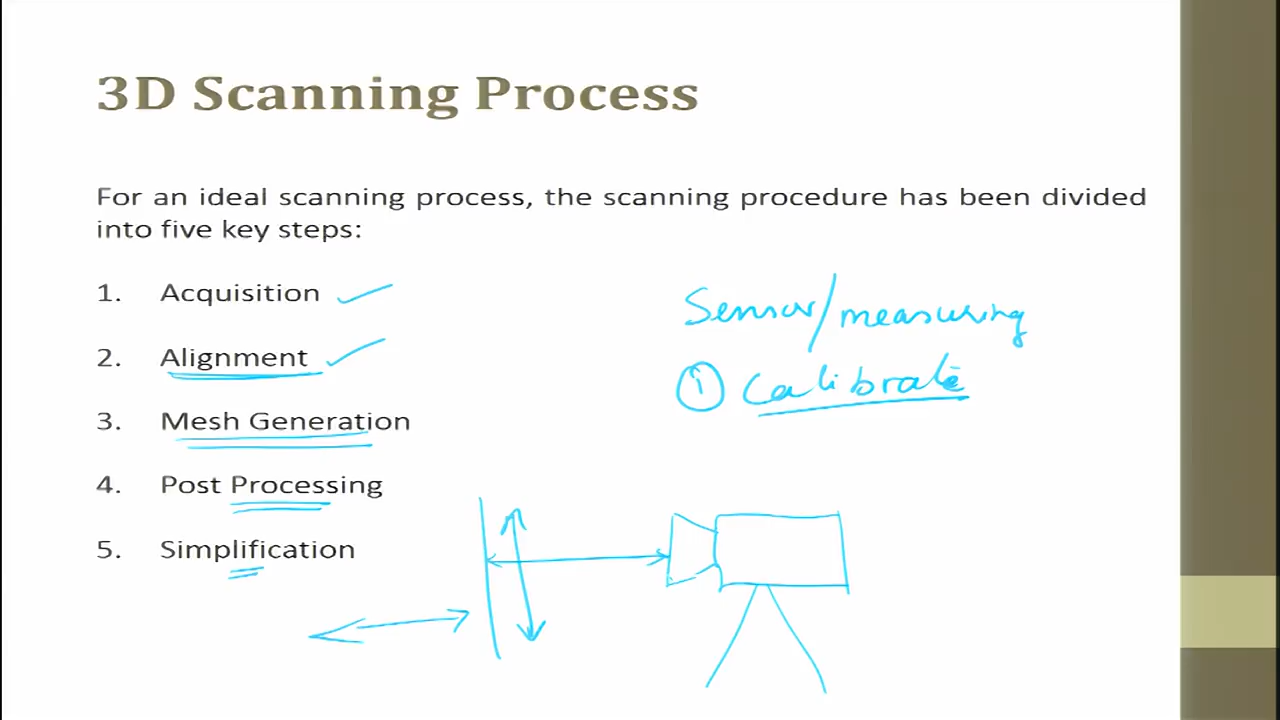 3D Scanning Process
For an ideal scanning process, the scanning procedure has been divided
into five key steps:
1. Acquisition
2. Alignment
3. Mesh Generation
4. Post Processing
5. Simplification
Sensor/measuring
① Calibrate